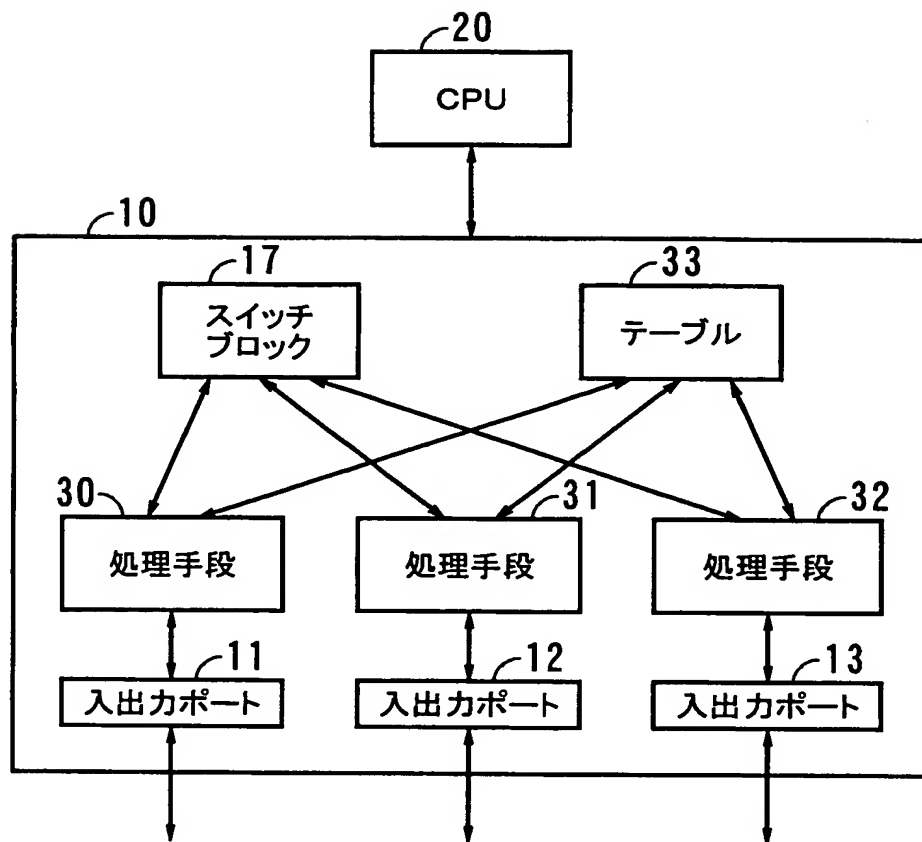 20
CPU
10
17
33
スイッチ
ブロック
テーブル
30
31
32
処理手段
処理手段
処理手段
11
12
13
入出力ポート
入出力ポート
入出力ポート